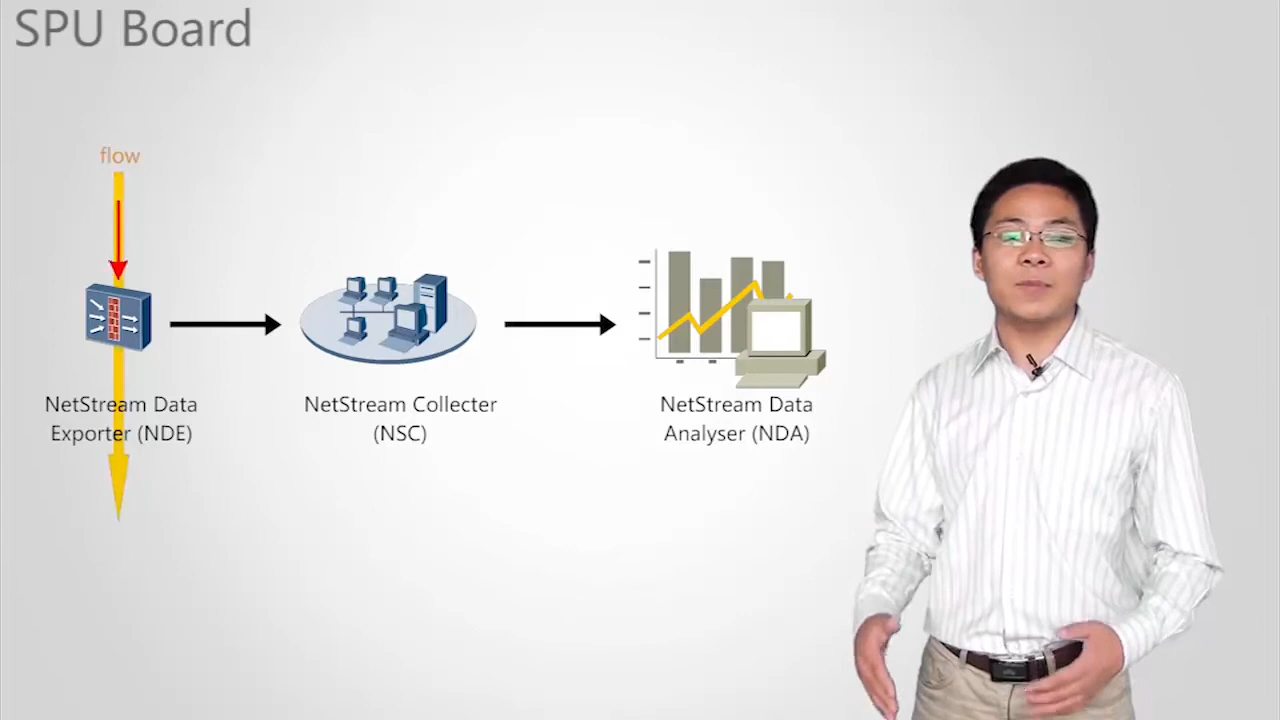 SPU Board
flow
NetStream Data
Exporter (NDE)
NetStream Collecter
(NSC)
NetStream Data
Analyser (NDA)